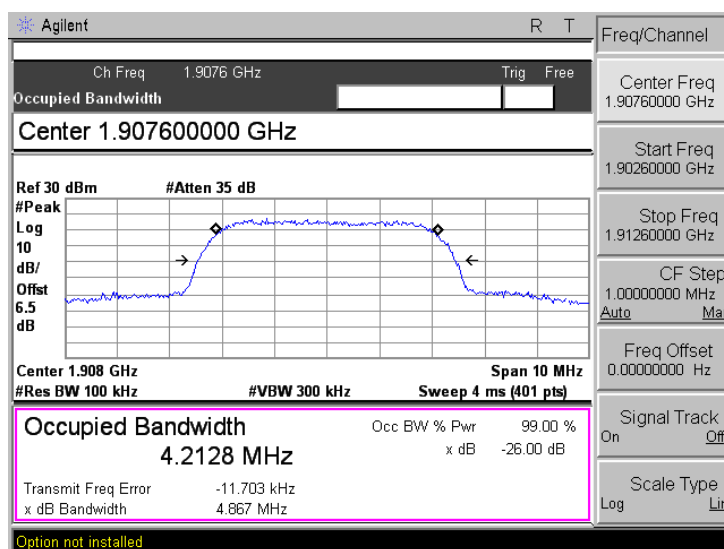 Agilent R T
Ch Freq 1.9076 GHz Trig Free
Occupied Bandwidth
Center 1.907600000 GHz
Ref 30 dBm #Atten 35 dB
#Peak
Log
10
dB/
Offst
6.5
dB
Center 1.908 GHz Span 10 MHz
#Res BW 100 kHz #VBW 300 kHz Sweep 4 ms (401 pts)
Occupied Bandwidth
4.2128 MHz
Occ BW % Pwr 99.00 %
x dB -26.00 dB
Transmit Freq Error -11.703 kHz
x dB Bandwidth 4.867 MHz
Option not installed
Freq/Channel
Center Freq
1.90760000 GHz
Start Freq
1.90260000 GHz
Stop Freq
1.91260000 GHz
CF Step
1.00000000 MHz
Auto Ma
Freq Offset
0.00000000 Hz
Signal Track
On Off
Scale Type
Log Lin